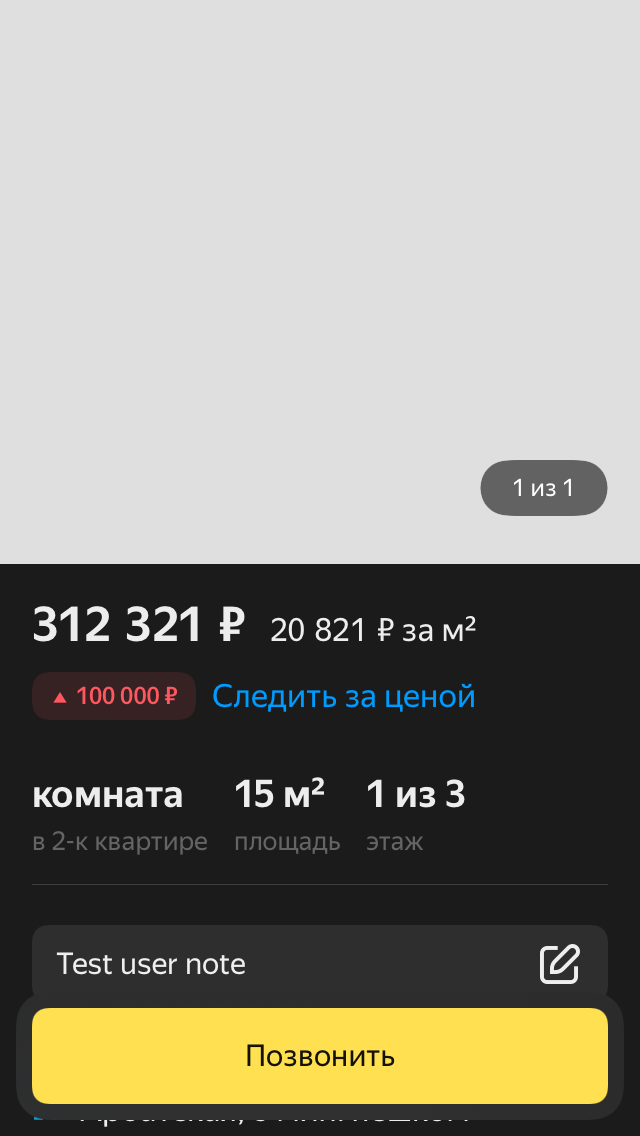 1 из 1
312 321 ₽ 20 821 ₽ за м²
▲ 100 000 ₽ Следить за ценой
комната 15 м² 1 из 3
в 2-к квартире площадь этаж
Test user note
Позвонить